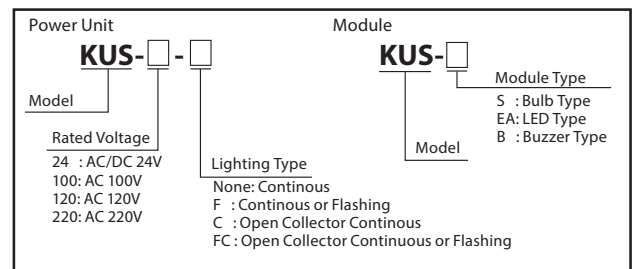 Power Unit
KUS-□ - □
Model
Rated Voltage
24 : AC/DC 24V
100: AC 100V
120: AC 120V
220: AC 220V
Lighting Type
None: Continous
F : Continous or Flashing
C : Open Collector Continous
FC : Open Collector Continuous or Flashing
Module
KUS-□
Module Type
S : Bulb Type
EA: LED Type
B : Buzzer Type
Model